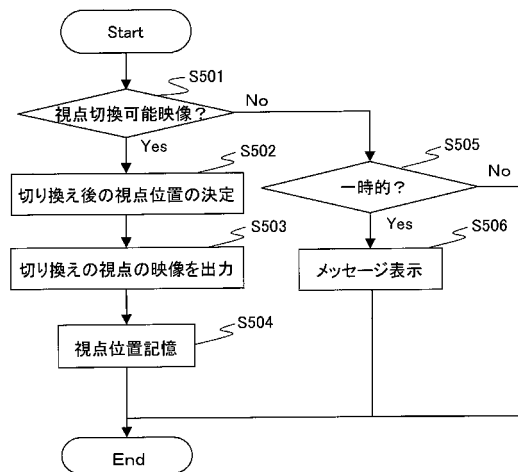 Start
S501
視点切換可能映像？
No
Yes
S502
切り換え後の視点位置の決定
S503
切り換えの視点の映像を出力
S504
視点位置記憶
S505
一時的？
No
Yes
S506
メッセージ表示
End